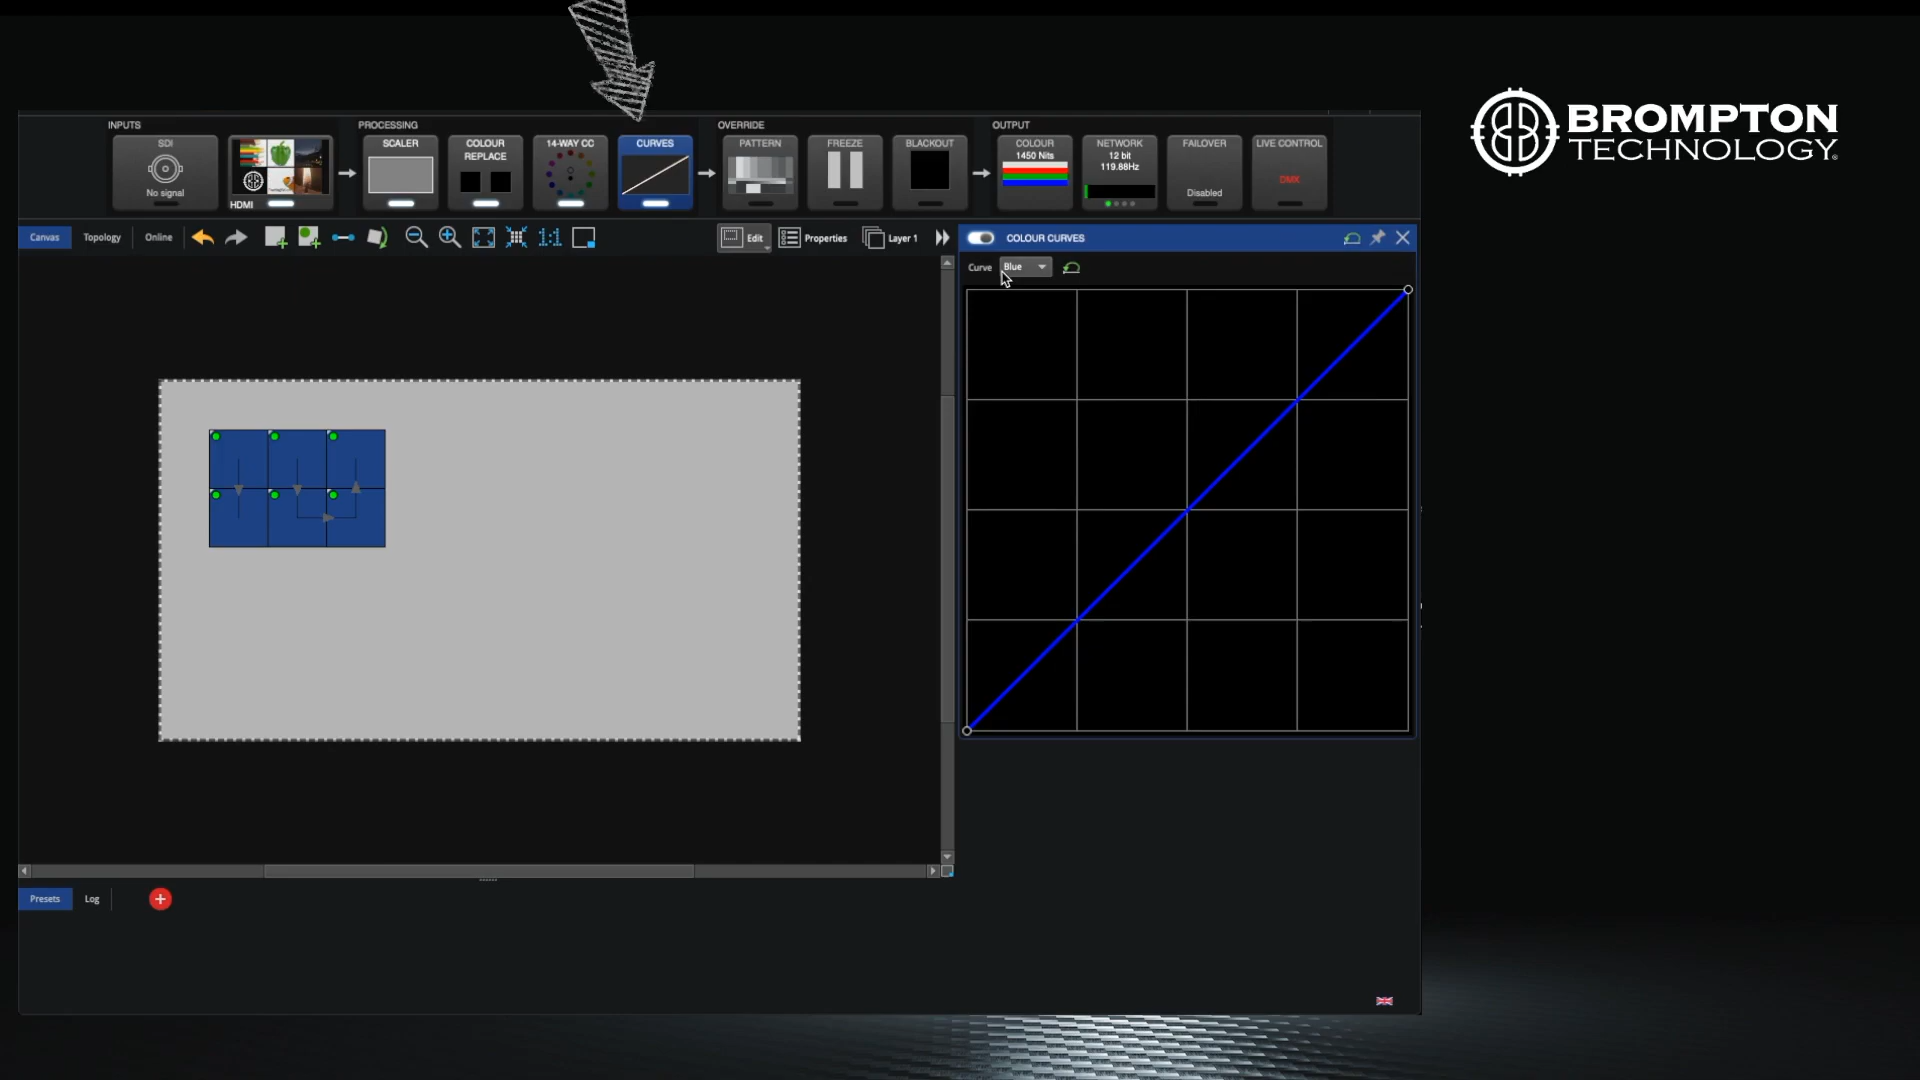 BROMPTON
TECHNOLOGY®
INPUTS
PROCESSING
OVERRIDE
OUTPUT
SDI
No signal
HDMI
SCALER
COLOUR
REPLACE
14-WAY CC
CURVES
PATTERN
FREEZE
BLACKOUT
COLOUR
1450 Nits
NETWORK
12 bit
119.88Hz
FAILOVER
Disabled
LIVE CONTROL
DMX
Canvas
Topology
Online
1:1
Edit
Properties
Layer 1
COLOUR CURVES
Curve
Blue
Presets
Log